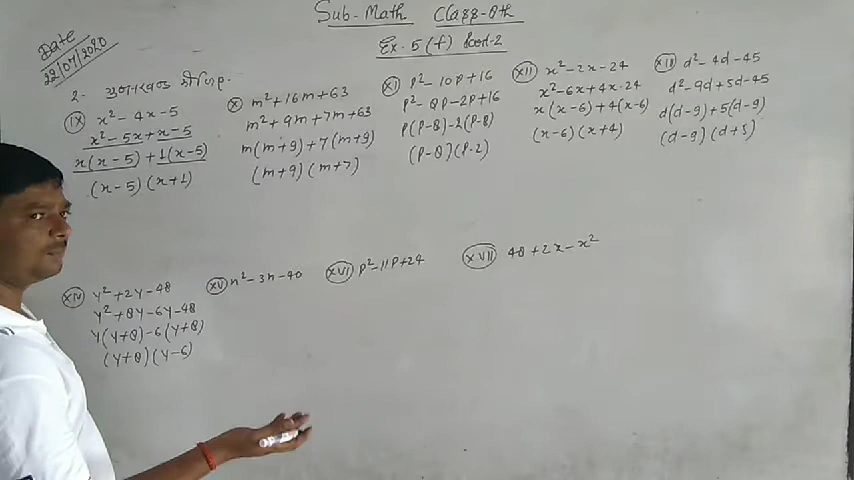 Sub- Math Class-8th
Ex. 5(f) Part-2
Date
22/07/2020
2- गुणनखण्ड कीजिए.
(IX) x² - 4x - 5
x² - 5x + x - 5
x(x-5) + 1(x-5)
(x-5) (x+1)
(X) m² + 16m + 63
m² + 9m + 7m + 63
m(m+9) + 7(m+9)
(m+9) (m+7)
(XI) P² - 10P + 16
P² - 8P - 2P + 16
P(P-8) - 2(P-8)
(P-8) (P-2)
(XII) x² - 2x - 24
x² - 6x + 4x - 24
x(x-6) + 4(x-6)
(x-6) (x+4)
(XIII) d² - 4d - 45
d² - 9d + 5d - 45
d(d-9) + 5(d-9)
(d-9) (d+5)
(XIV) y² + 2y - 48
y² + 8y - 6y - 48
y(y+8) - 6(y+8)
(y+8) (y-6)
(XV) n² - 3n - 40
(XVI) P² - 11P + 24
(XVII) 48 + 2x - x²